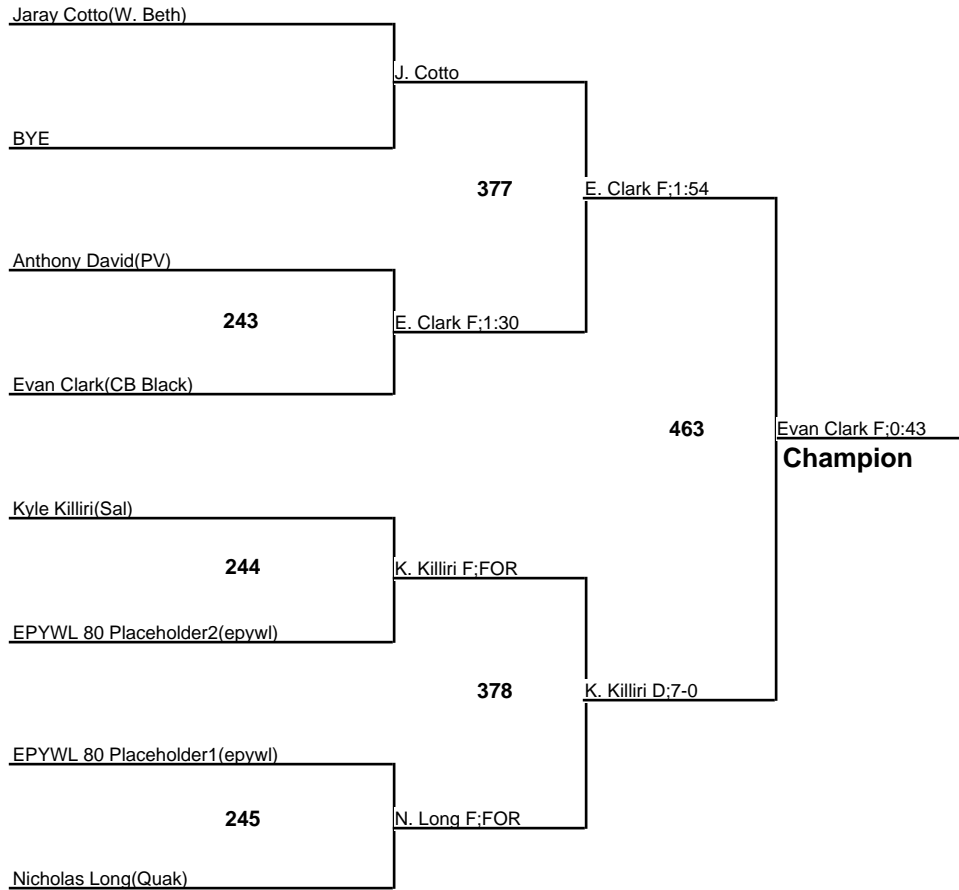 Jaray Cotto(W. Beth)
J. Cotto
BYE
377
E. Clark F;1:54
Anthony David(PV)
243
E. Clark F;1:30
Evan Clark(CB Black)
463
Evan Clark F;0:43
Champion
Kyle Killiri(Sal)
244
K. Killiri F;FOR
EPYWL 80 Placeholder2(epywl)
378
K. Killiri D;7-0
EPYWL 80 Placeholder1(epywl)
245
N. Long F;FOR
Nicholas Long(Quak)